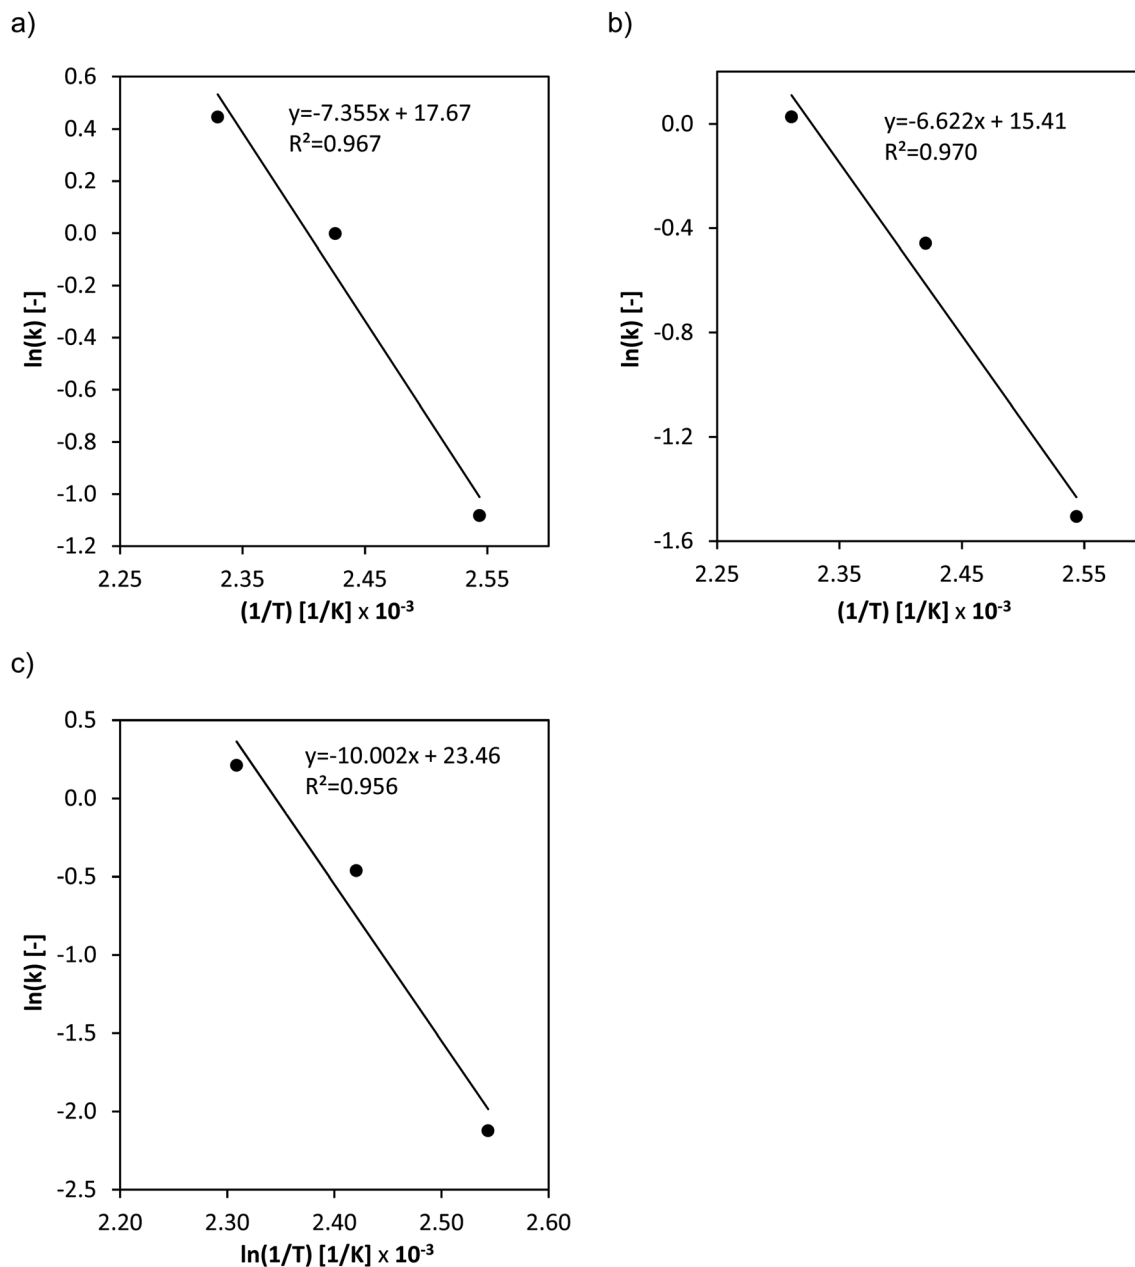 a)
0.6
0.4
0.2
0.0
-0.2
-0.4
-0.6
-0.8
-1.0
-1.2
ln(k) [-]
y=-7.355x + 17.67
R²=0.967
2.25 2.35 2.45 2.55
(1/T) [1/K] x 10⁻³
b)
0.0
-0.4
-0.8
-1.2
-1.6
ln(k) [-]
y=-6.622x + 15.41
R²=0.970
2.25 2.35 2.45 2.55
(1/T) [1/K] x 10⁻³
c)
0.5
0.0
-0.5
-1.0
-1.5
-2.0
-2.5
ln(k) [-]
y=-10.002x + 23.46
R²=0.956
2.20 2.30 2.40 2.50 2.60
ln(1/T) [1/K] x 10⁻³